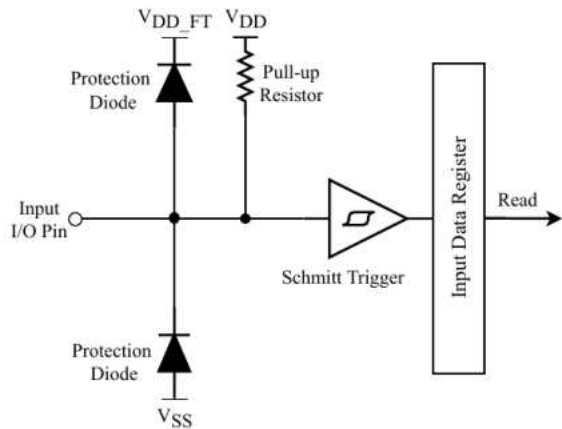 VDD_FT
VDD
Protection
Diode
Pull-up
Resistor
Input
I/O Pin
Schmitt Trigger
Input Data Register
Read
Protection
Diode
VSS